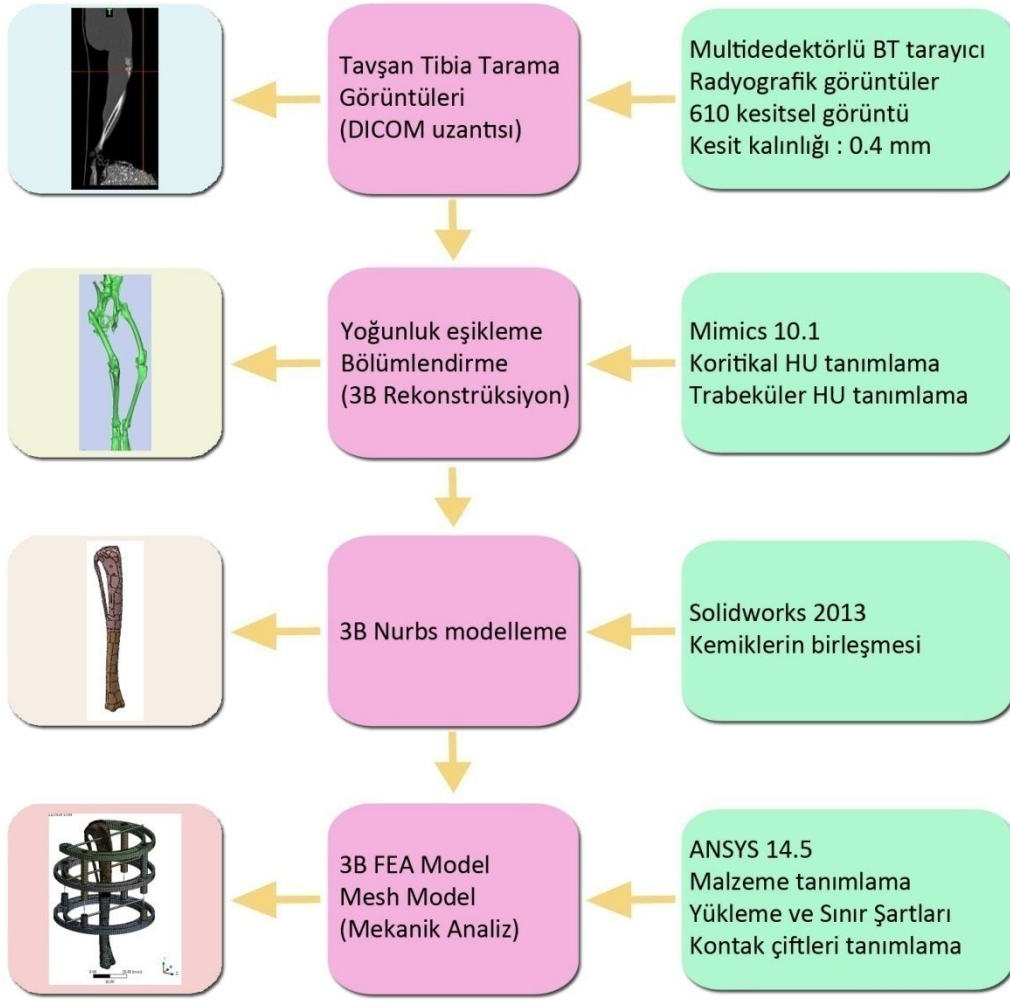 Tavşan Tibia Tarama
Görüntüleri
(DICOM uzantısı)
Multidedektörlü BT tarayıcı
Radyografik görüntüler
610 kesitsel görüntü
Kesit kalınlığı : 0.4 mm
Yoğunluk eşikleme
Bölümlendirme
(3B Rekonstrüksiyon)
Mimics 10.1
Koritikal HU tanımlama
Trabeküler HU tanımlama
3B Nurbs modelleme
Solidworks 2013
Kemiklerin birleşmesi
3B FEA Model
Mesh Model
(Mekanik Analiz)
ANSYS 14.5
Malzeme tanımlama
Yükleme ve Sınır Şartları
Kontak çiftleri tanımlama